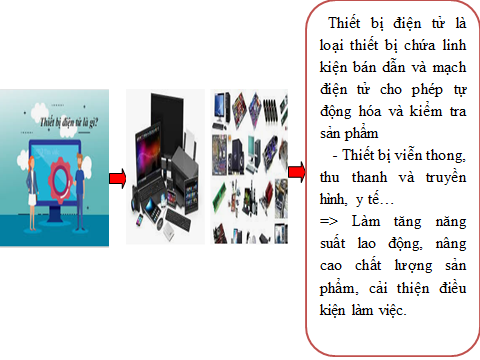 Thiết bị điện tử là gì?
Thiết bị điện tử là
loại thiết bị chứa linh
kiện bán dẫn và mạch
điện tử cho phép tự
động hóa và kiểm tra
sản phẩm
- Thiết bị viễn thong,
thu thanh và truyền
hình, y tế…
=> Làm tăng năng
suất lao động, nâng
cao chất lượng sản
phẩm, cải thiện điều
kiện làm việc.